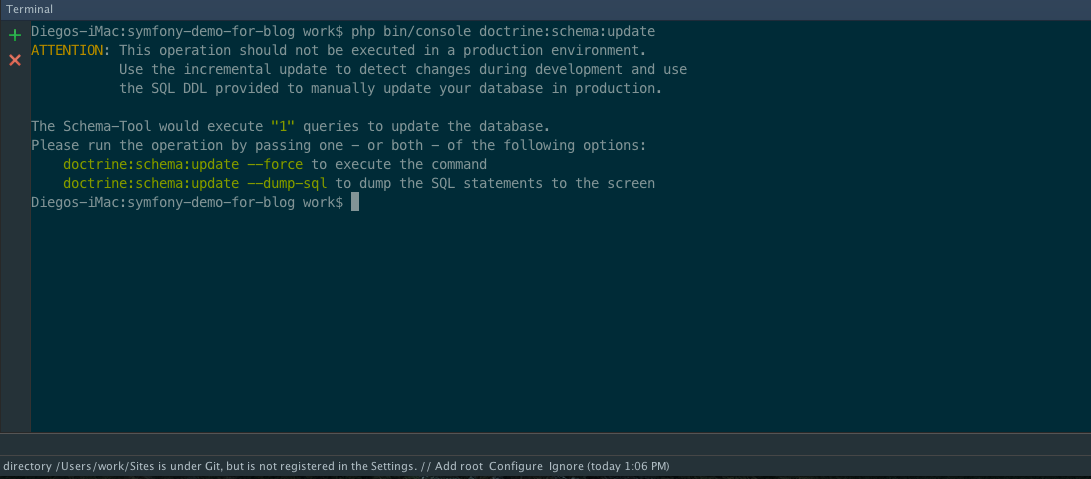 Terminal
Diegos-iMac:symfony-demo-for-blog work$ php bin/console doctrine:schema:update
ATTENTION: This operation should not be executed in a production environment.
           Use the incremental update to detect changes during development and use
           the SQL DDL provided to manually update your database in production.

The Schema-Tool would execute "1" queries to update the database.
Please run the operation by passing one - or both - of the following options:
    doctrine:schema:update --force to execute the command
    doctrine:schema:update --dump-sql to dump the SQL statements to the screen
Diegos-iMac:symfony-demo-for-blog work$
directory /Users/work/Sites is under Git, but is not registered in the Settings. // Add root  Configure  Ignore (today 1:06 PM)